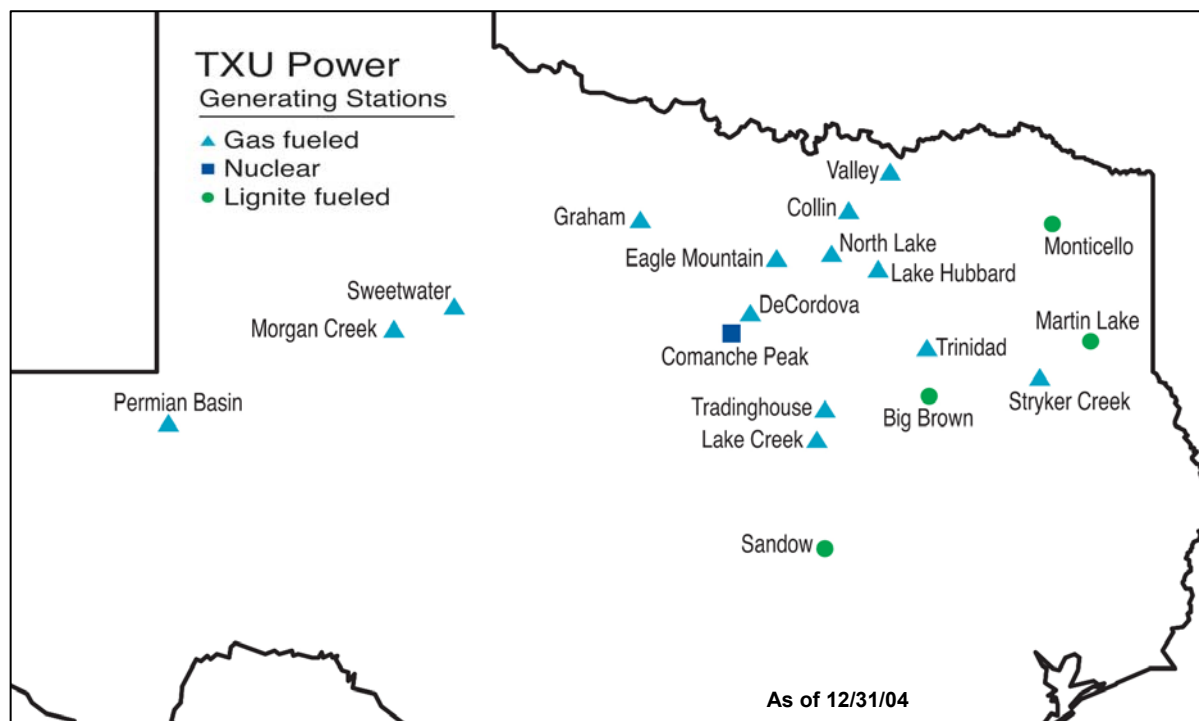 TXU Power
Generating Stations
Gas fueled
Nuclear
Lignite fueled
Valley
Collin
Graham
Monticello
North Lake
Eagle Mountain
Lake Hubbard
Sweetwater
DeCordova
Morgan Creek
Martin Lake
Comanche Peak
Trinidad
Permian Basin
Stryker Creek
Tradinghouse
Big Brown
Lake Creek
Sandow
As of 12/31/04